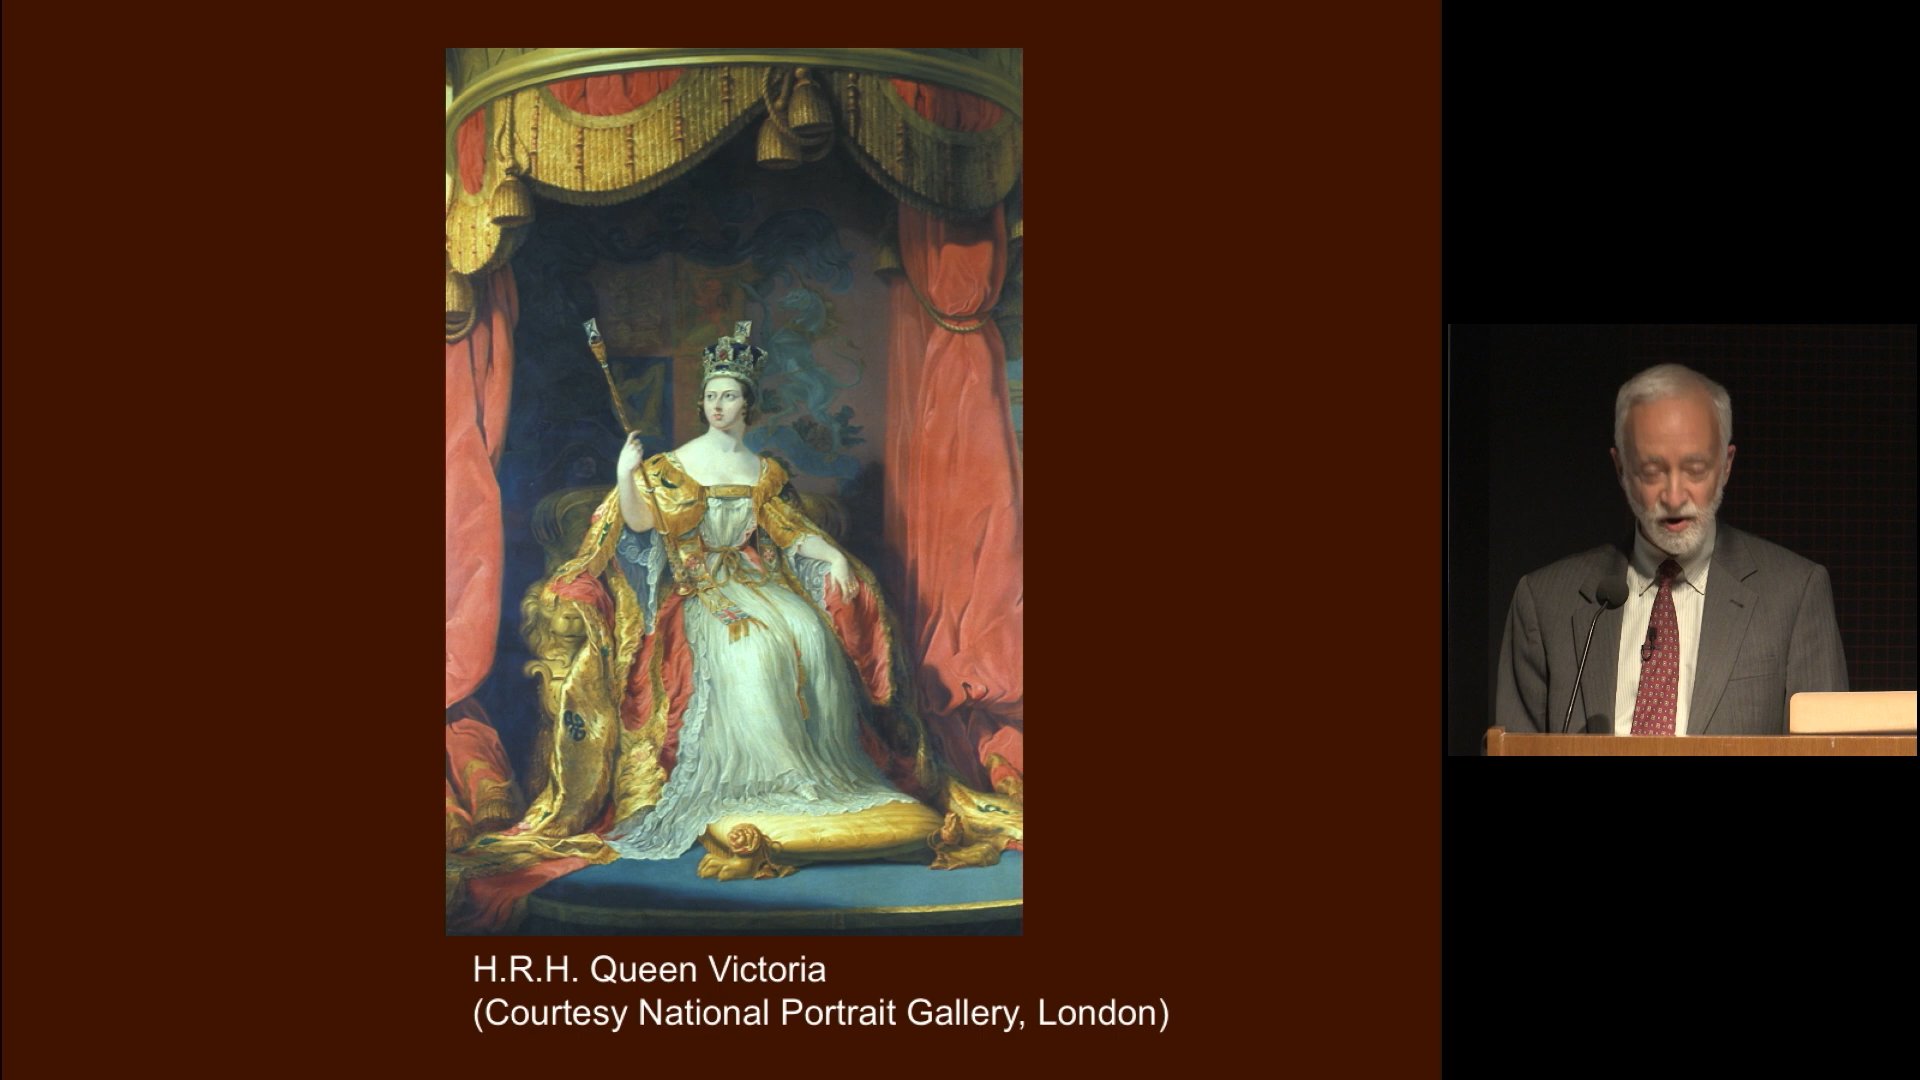 H.R.H. Queen Victoria
(Courtesy National Portrait Gallery, London)